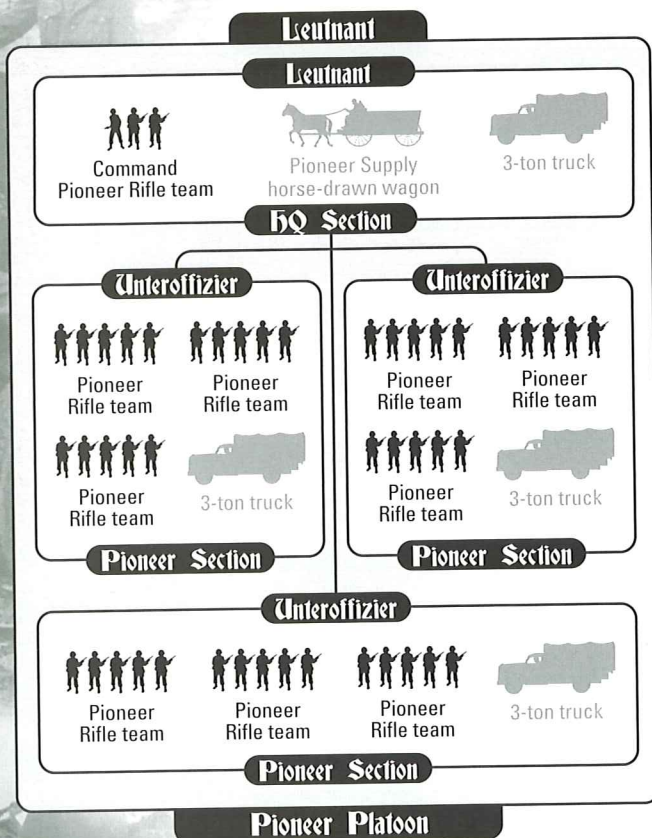 Leutnant
Leutnant
Command
Pioneer Rifle team
Pioneer Supply
horse-drawn wagon
3-ton truck
HQ Section
Unteroffizier
Pioneer
Rifle team
Pioneer
Rifle team
Pioneer
Rifle team
3-ton truck
Pioneer Section
Unteroffizier
Pioneer
Rifle team
Pioneer
Rifle team
Pioneer
Rifle team
3-ton truck
Pioneer Section
Unteroffizier
Pioneer
Rifle team
Pioneer
Rifle team
Pioneer
Rifle team
3-ton truck
Pioneer Section
Pioneer Platoon